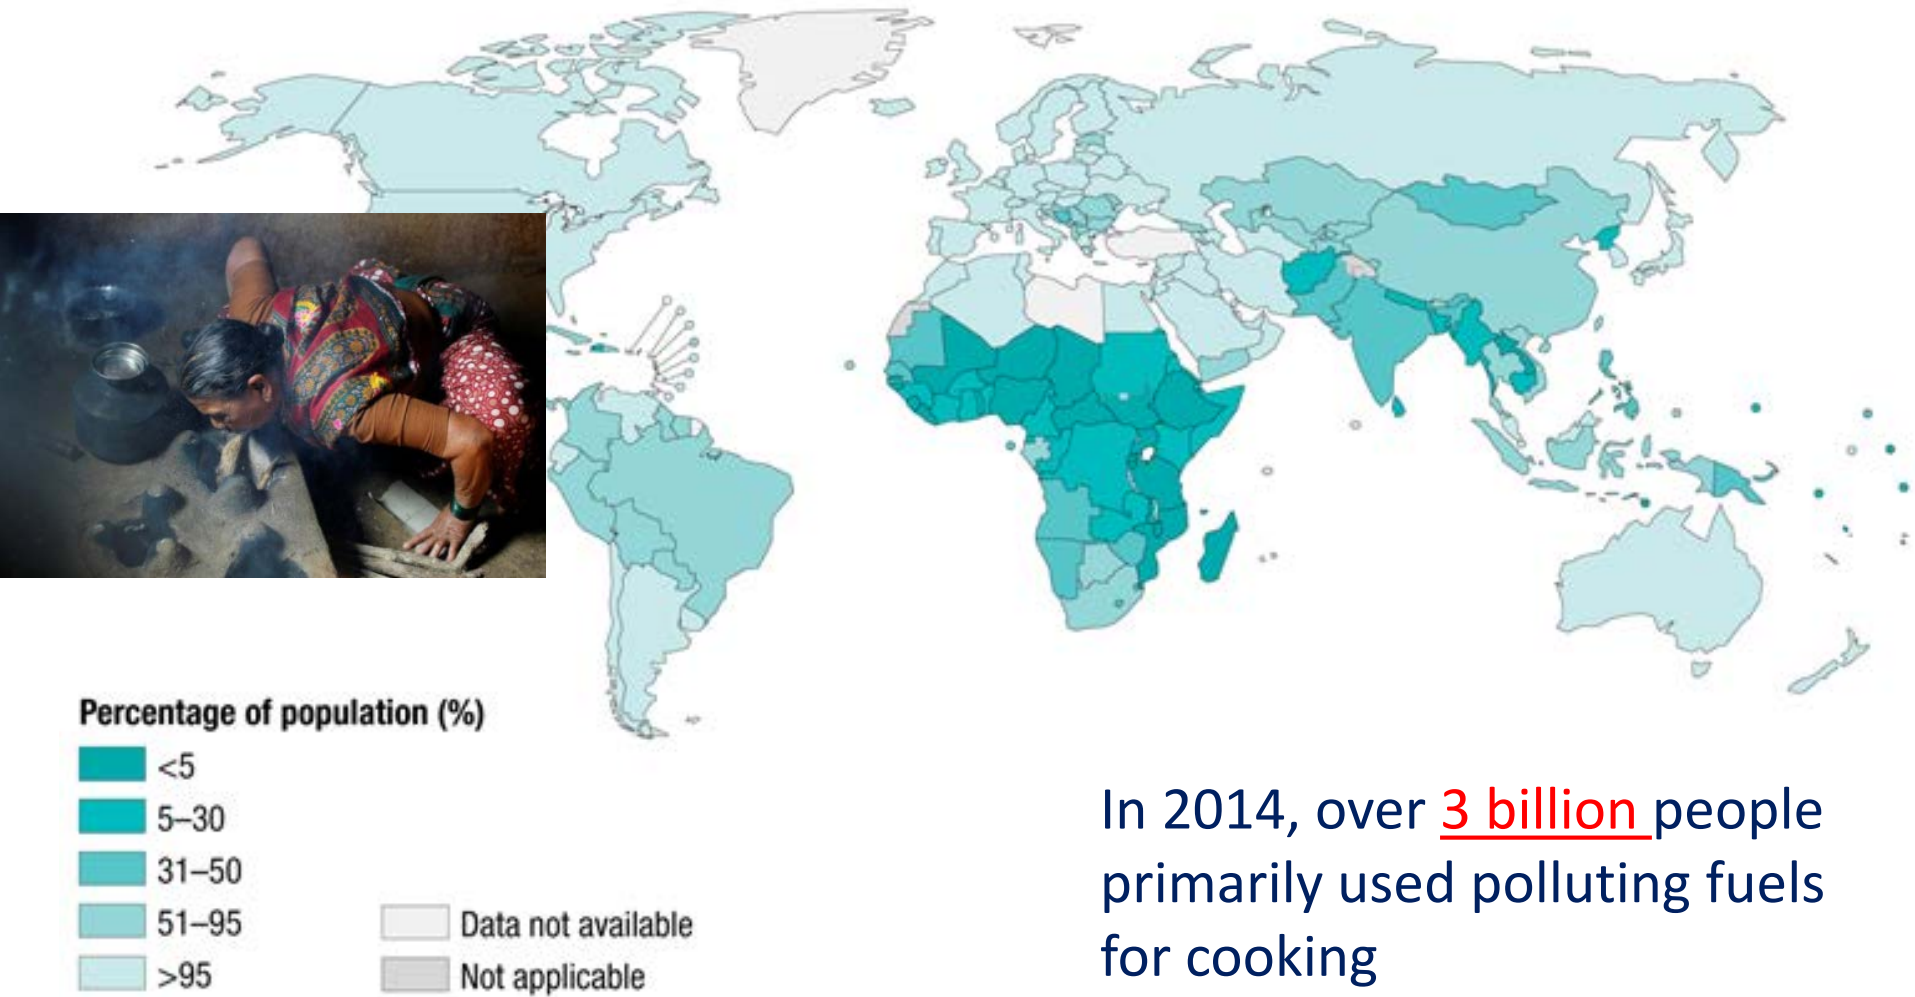 Percentage of population (%)
<5
5–30
31–50
51–95
>95
Data not available
Not applicable
In 2014, over 3 billion people
primarily used polluting fuels
for cooking